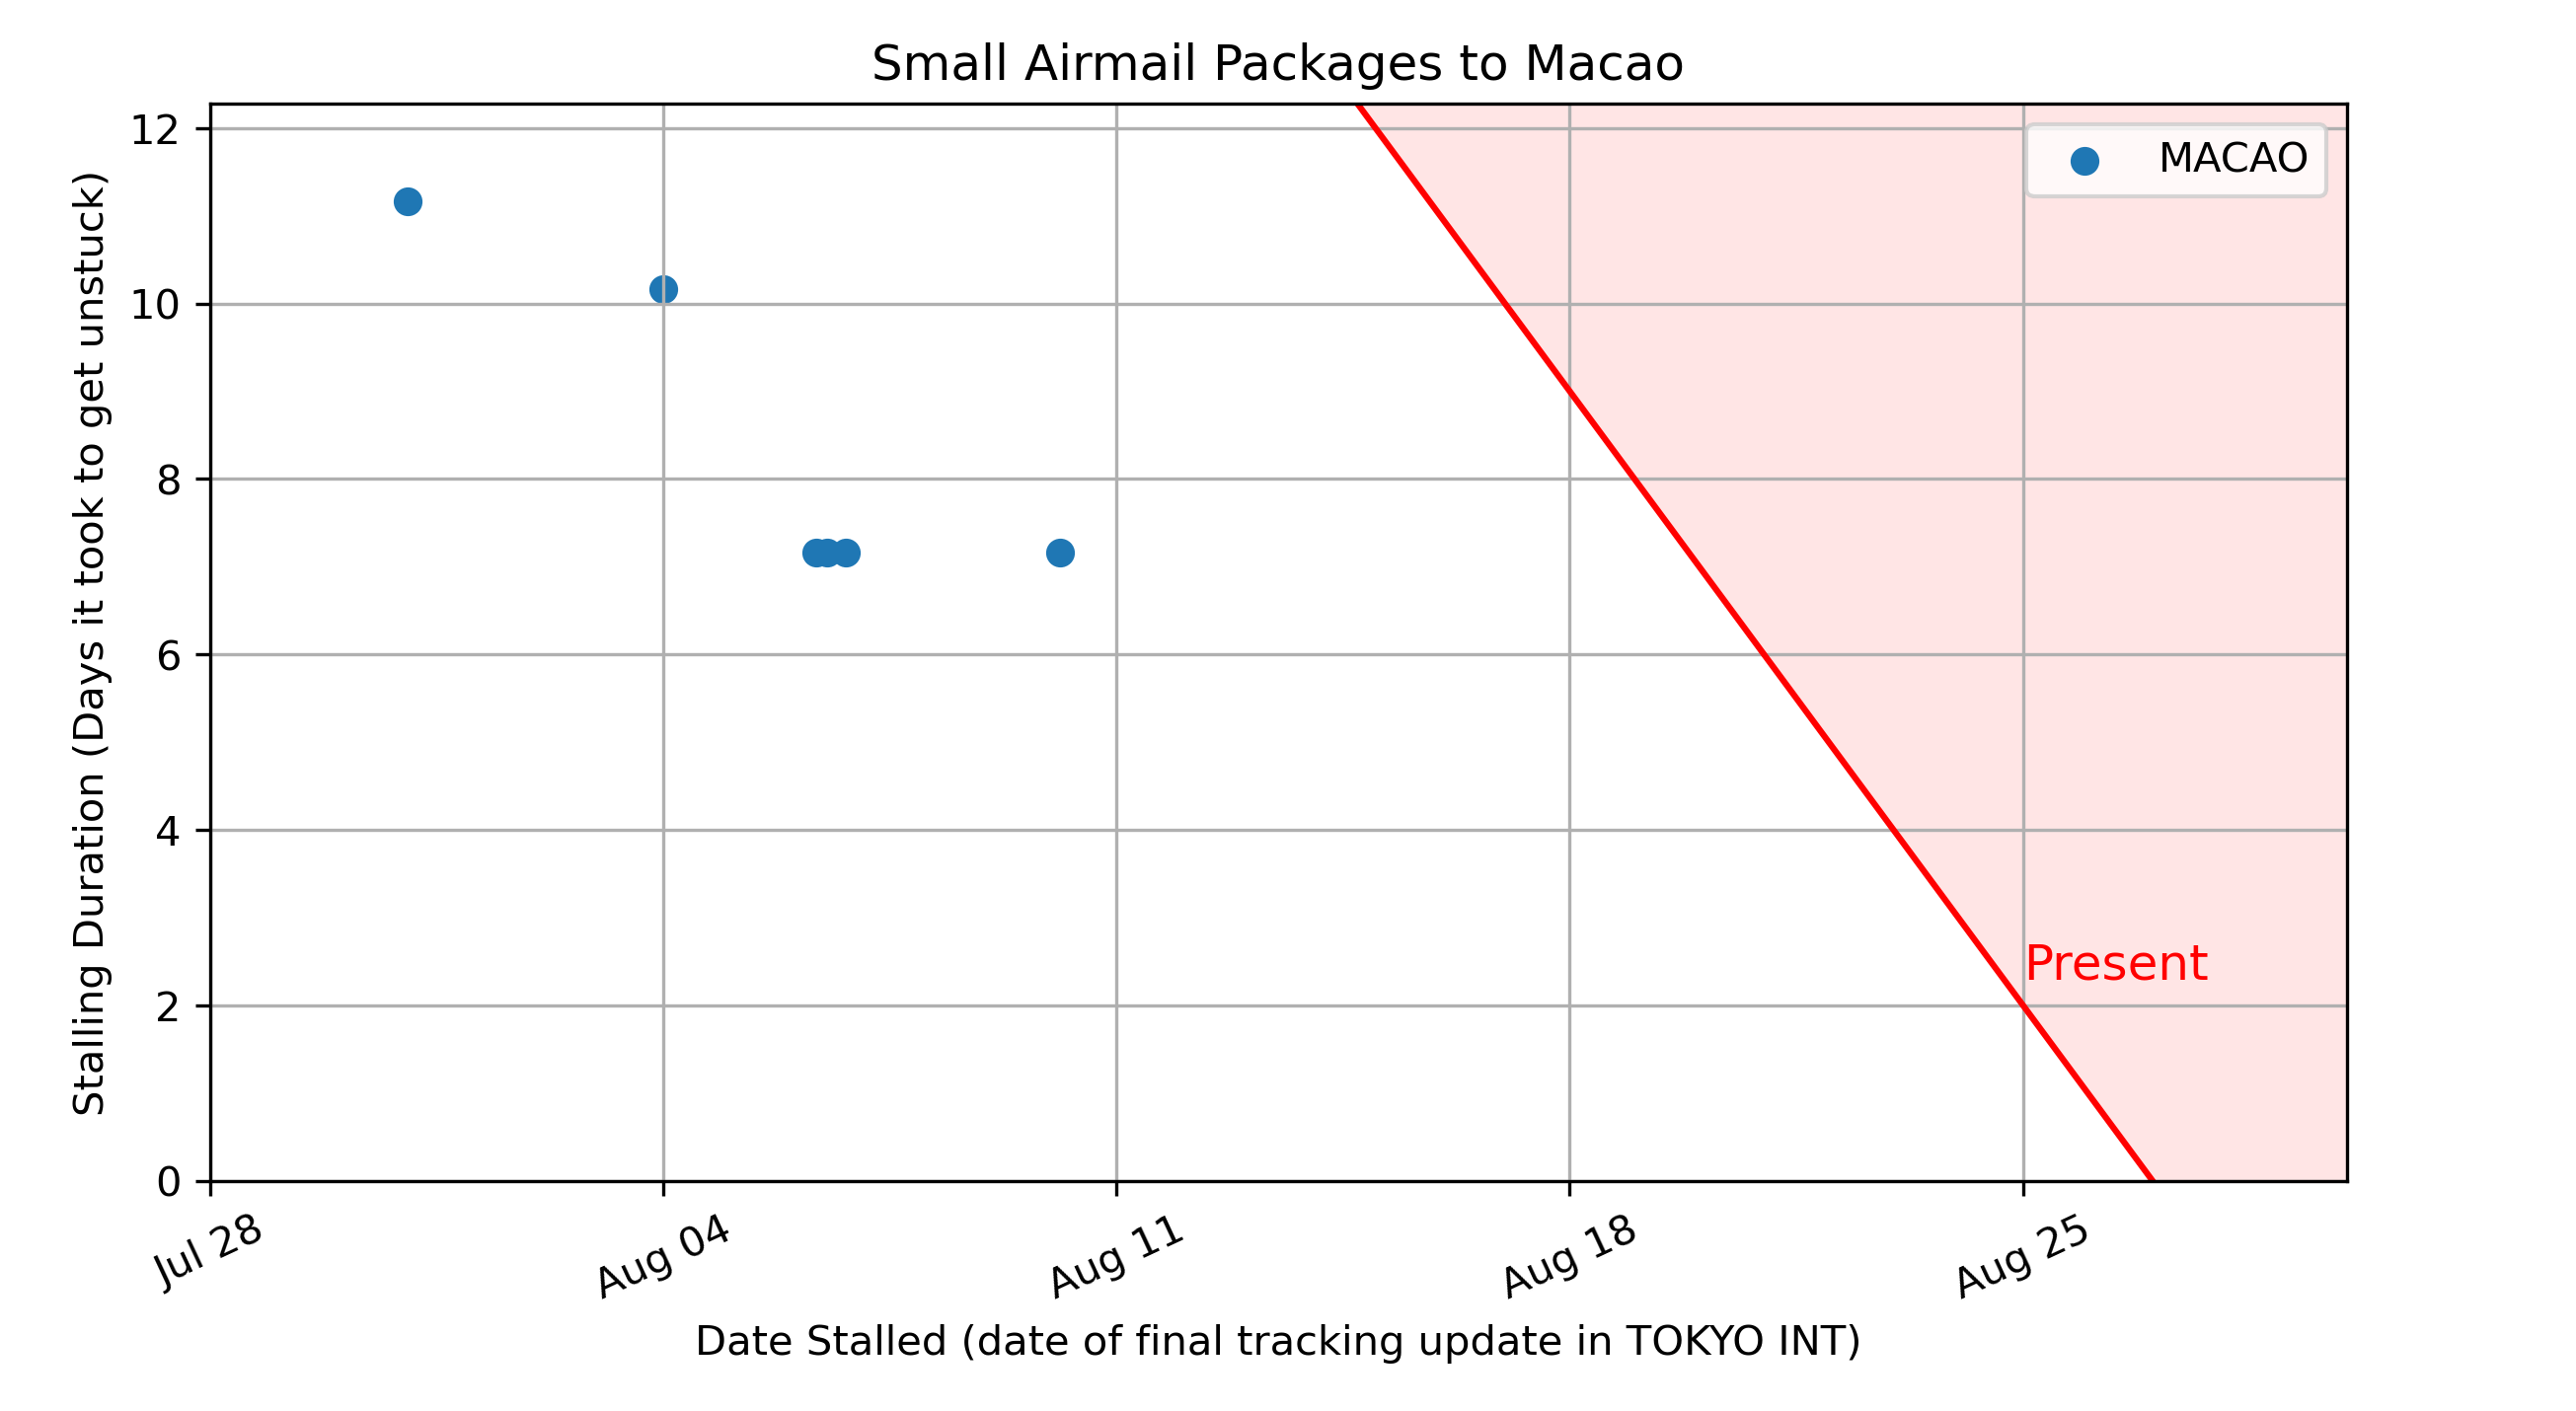 Small Airmail Packages to Macao
Stalling Duration (Days it took to get unstuck)
12
10
8
6
4
2
0
MACAO
Present
Jul 28
Aug 04
Aug 11
Aug 18
Aug 25
Date Stalled (date of final tracking update in TOKYO INT)